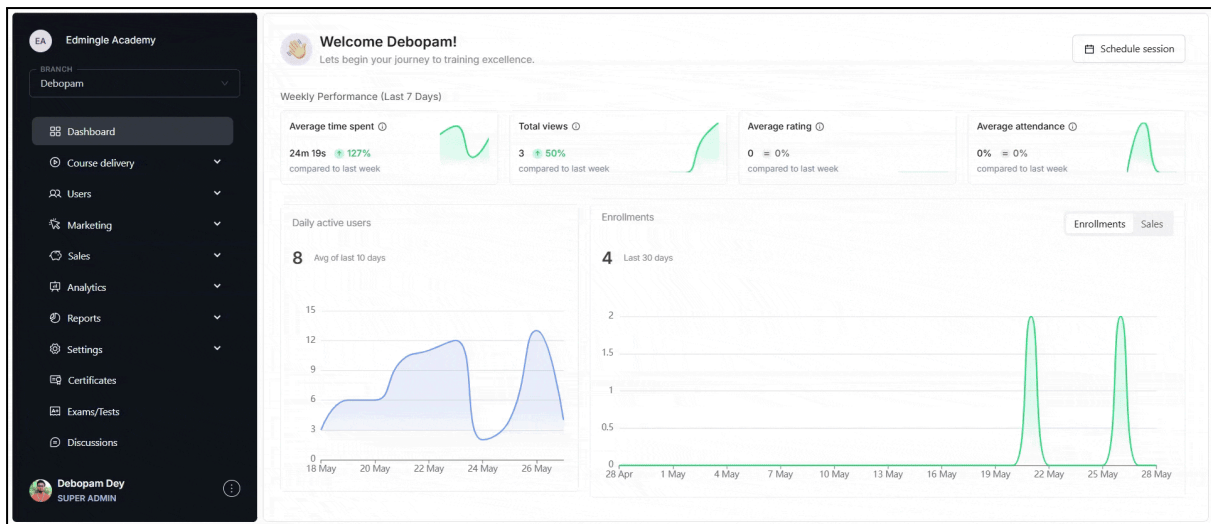 EA Edmingle Academy
BRANCH
Debopam
Dashboard
Course delivery
Users
Marketing
Sales
Analytics
Reports
Settings
Certificates
A+ Exams/Tests
Discussions
Debopam Dey
SUPER ADMIN
Welcome Debopam!
Lets begin your journey to training excellence.
Schedule session
Weekly Performance (Last 7 Days)
Average time spent
24m 19s 127%
compared to last week
Total views
3 50%
compared to last week
Average rating
0 = 0%
compared to last week
Average attendance
0% = 0%
compared to last week
Daily active users
8 Avg of last 10 days
15
12
9
6
3
0
18 May 20 May 22 May 24 May 26 May
Enrollments
Enrollments Sales
4 Last 30 days
2
1.5
1
0.5
0
28 Apr 1 May 4 May 7 May 10 May 13 May 16 May 19 May 22 May 25 May 28 May